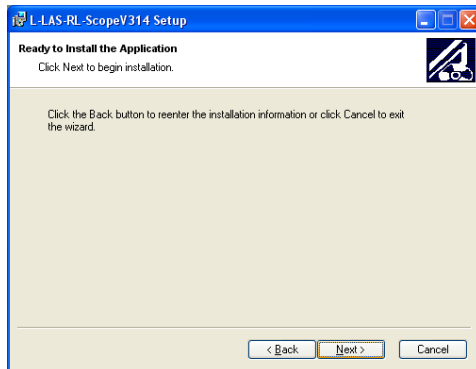 L-LAS-RL-ScopeV314 Setup
Ready to Install the Application
Click Next to begin installation.
Click the Back button to reenter the installation information or click Cancel to exit
the wizard.
< Back Next > Cancel